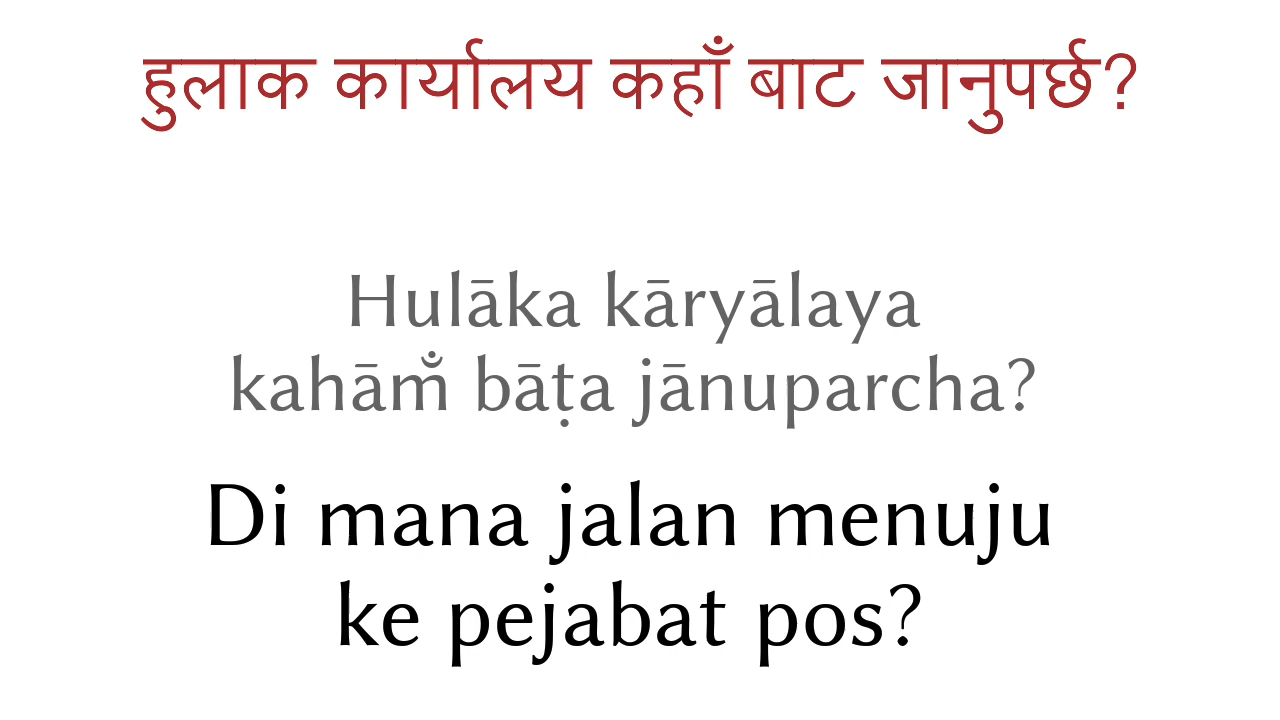 हुलाक कार्यालय कहाँ बाट जानुपर्छ?
Hulāka kāryālaya
kahām̐ bāṭa jānuparcha?
Di mana jalan menuju
ke pejabat pos?